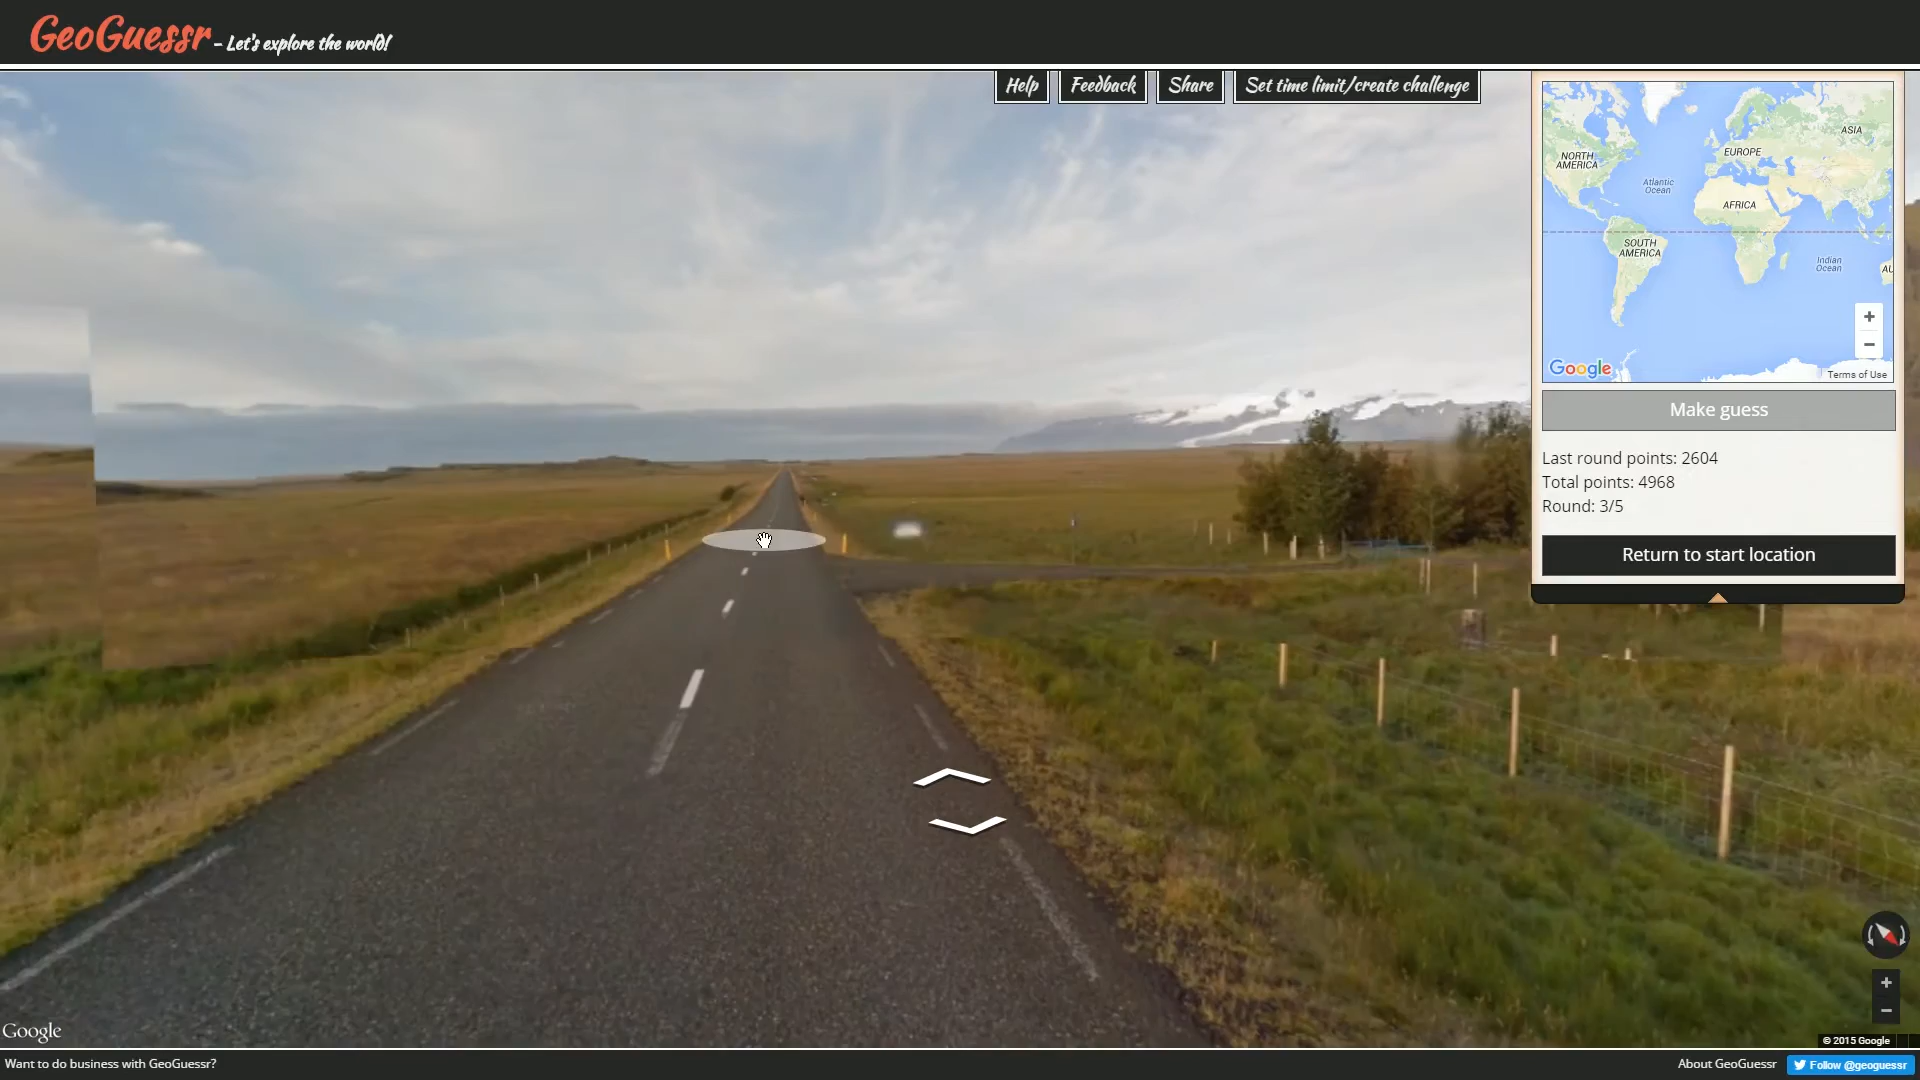 GeoGuessr - Let's explore the world!
Help Feedback Share Set time limit/create challenge
NORTH AMERICA
EUROPE
ASIA
Atlantic Ocean
AFRICA
SOUTH AMERICA
Indian Ocean
AU
+
−
Google
Terms of Use
Make guess
Last round points: 2604
Total points: 4968
Round: 3/5
Return to start location
+
−
Google
© 2015 Google
Want to do business with GeoGuessr?
About GeoGuessr
Follow @geoguessr